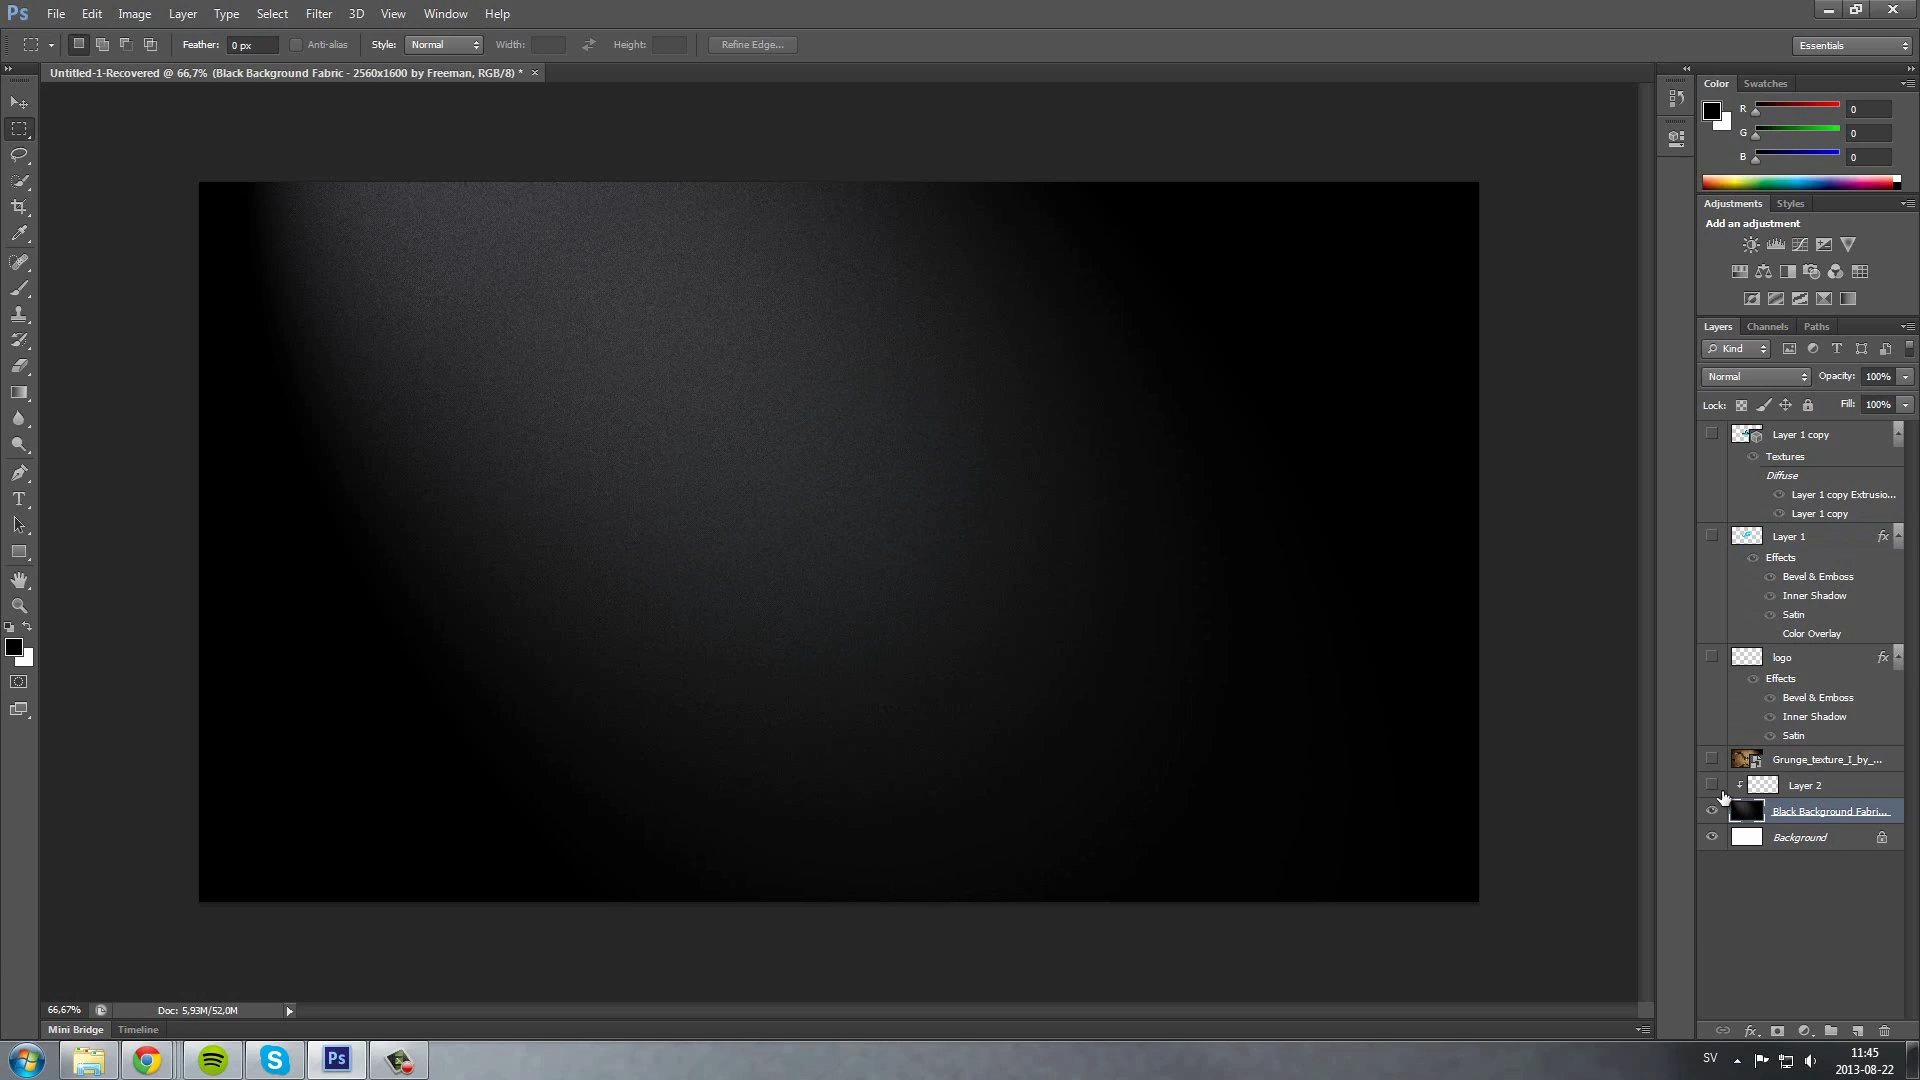 Ps File Edit Image Layer Type Select Filter 3D View Window Help
Feather: 0 px Anti-alias Style: Normal Width: Height: Refine Edge... Essentials
Untitled-1-Recovered @ 66,7% (Black Background Fabric - 2560x1600 by Freeman, RGB/8) *
Color Swatches
R 0
G 0
B 0
Adjustments Styles
Add an adjustment
Layers Channels Paths
Kind
Normal Opacity: 100%
Lock: Fill: 100%
Layer 1 copy
Textures
Diffuse
Layer 1 copy Extrusio...
Layer 1 copy
Layer 1 fx
Effects
Bevel & Emboss
Inner Shadow
Satin
Color Overlay
logo fx
Effects
Bevel & Emboss
Inner Shadow
Satin
Grunge_texture_I_by_...
Layer 2
Black Background Fabri...
Background
66,67% Doc: 5,93M/52,0M
Mini Bridge Timeline
fx
Ps
SV 11:45
2013-08-22